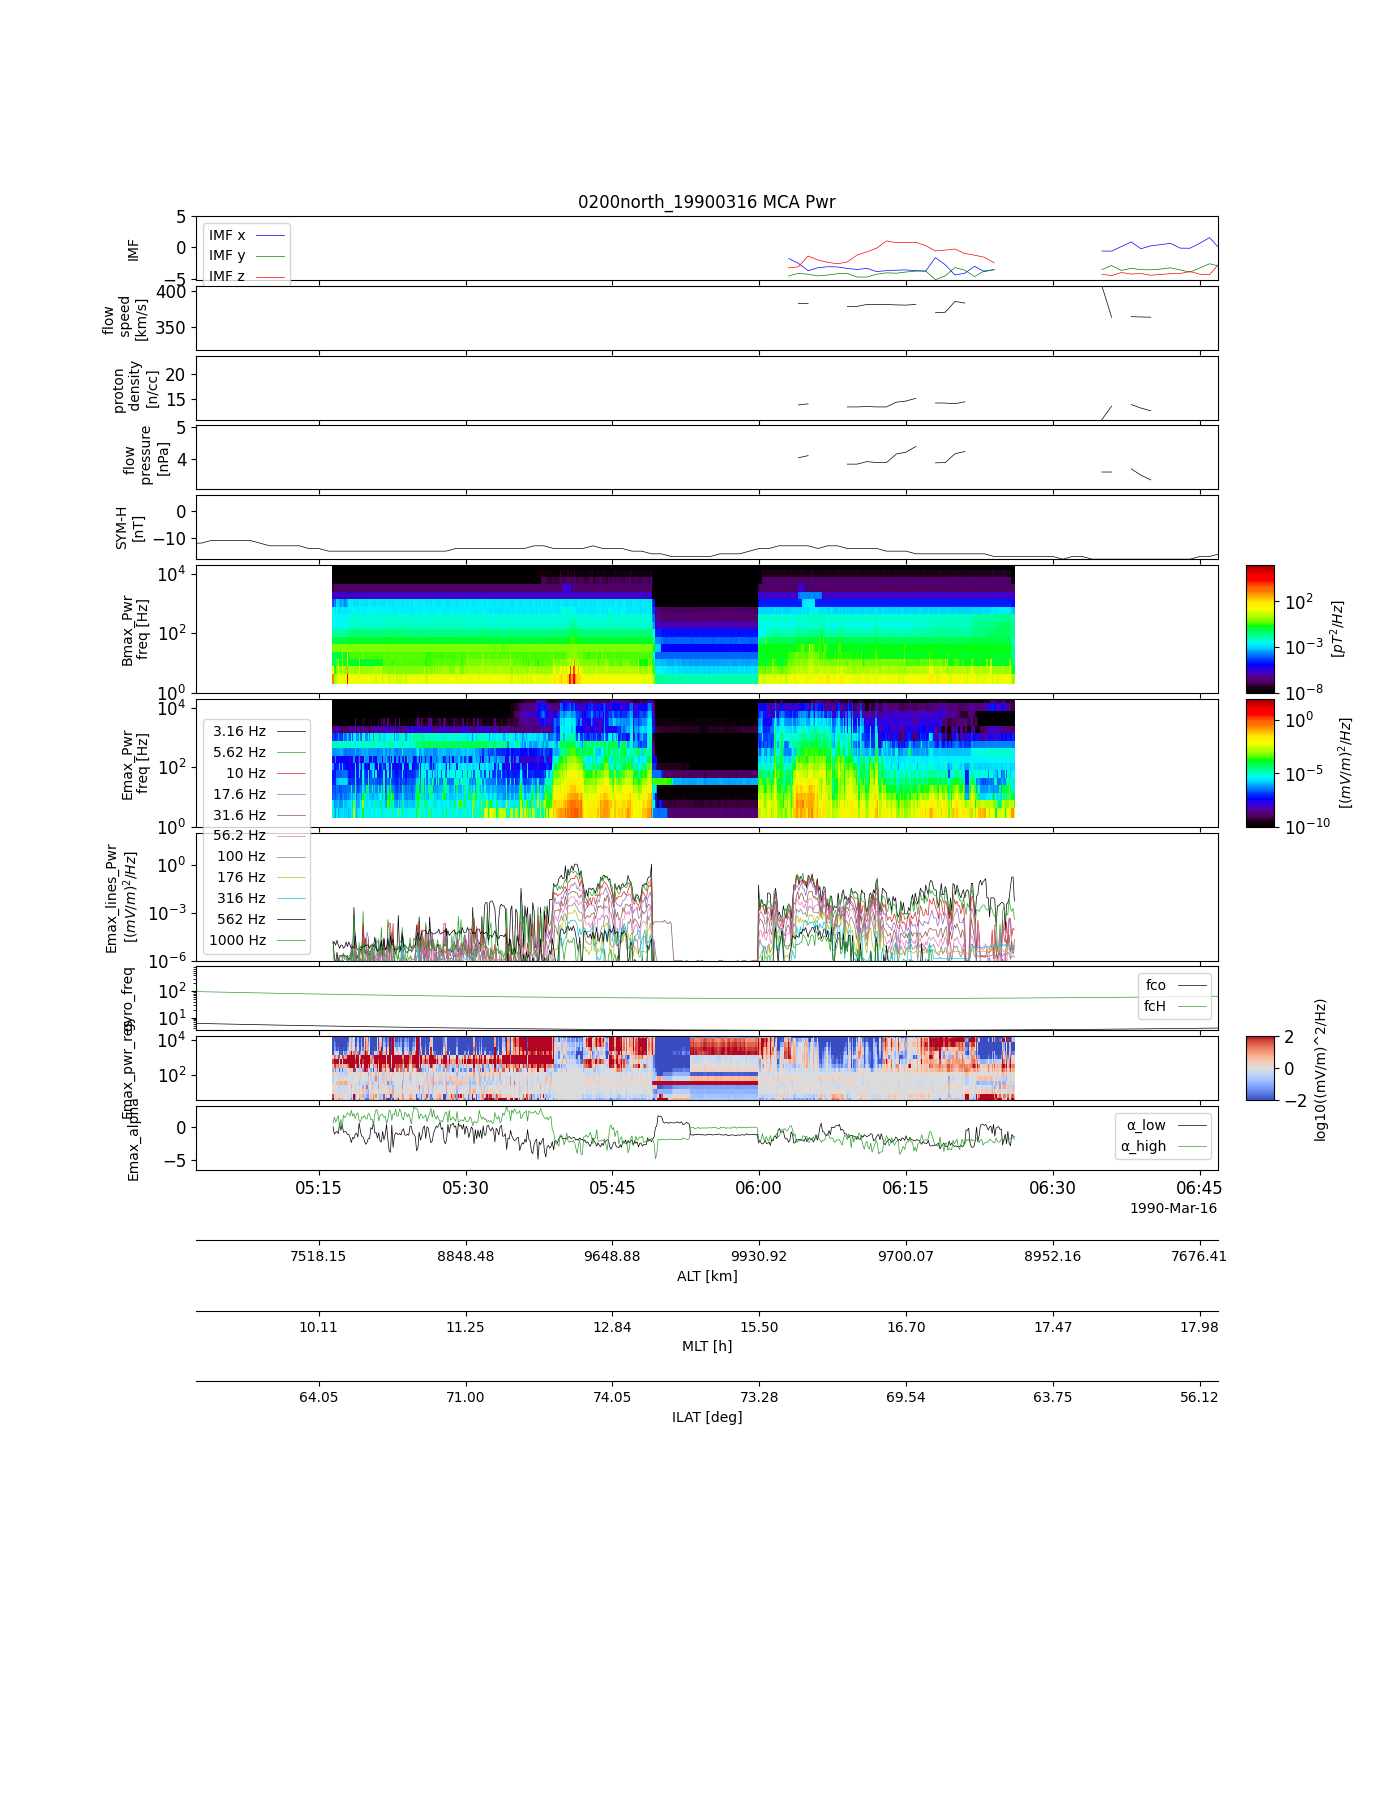 0200north_19900316 MCA Pwr
5
0
−5
IMF
IMF x
IMF y
IMF z
400
350
flow
speed
[km/s]
20
15
proton
density
[n/cc]
5
4
flow
pressure
[nPa]
0
−10
SYM-H
[nT]
10^4
10^2
10^0
Bmax_Pwr
freq [Hz]
10^2
10^−3
10^−8
[pT^2/Hz]
10^4
10^2
10^0
Emax_Pwr
freq [Hz]
10^0
10^−5
10^−10
[(mV/m)^2/Hz]
3.16 Hz
5.62 Hz
10 Hz
17.6 Hz
31.6 Hz
56.2 Hz
100 Hz
176 Hz
316 Hz
562 Hz
1000 Hz
10^0
10^−3
10^−6
Emax_lines_Pwr
[(mV/m)^2/Hz]
10^2
10^1
gyro_freq
fco
fcH
10^4
10^2
Emax_pwr_reg
2
0
−2
log10((mV/m)^2/Hz)
0
−5
Emax_alpha
α_low
α_high
05:15 05:30 05:45 06:00 06:15 06:30 06:45
1990-Mar-16
7518.15 8848.48 9648.88 9930.92 9700.07 8952.16 7676.41
ALT [km]
10.11 11.25 12.84 15.50 16.70 17.47 17.98
MLT [h]
64.05 71.00 74.05 73.28 69.54 63.75 56.12
ILAT [deg]